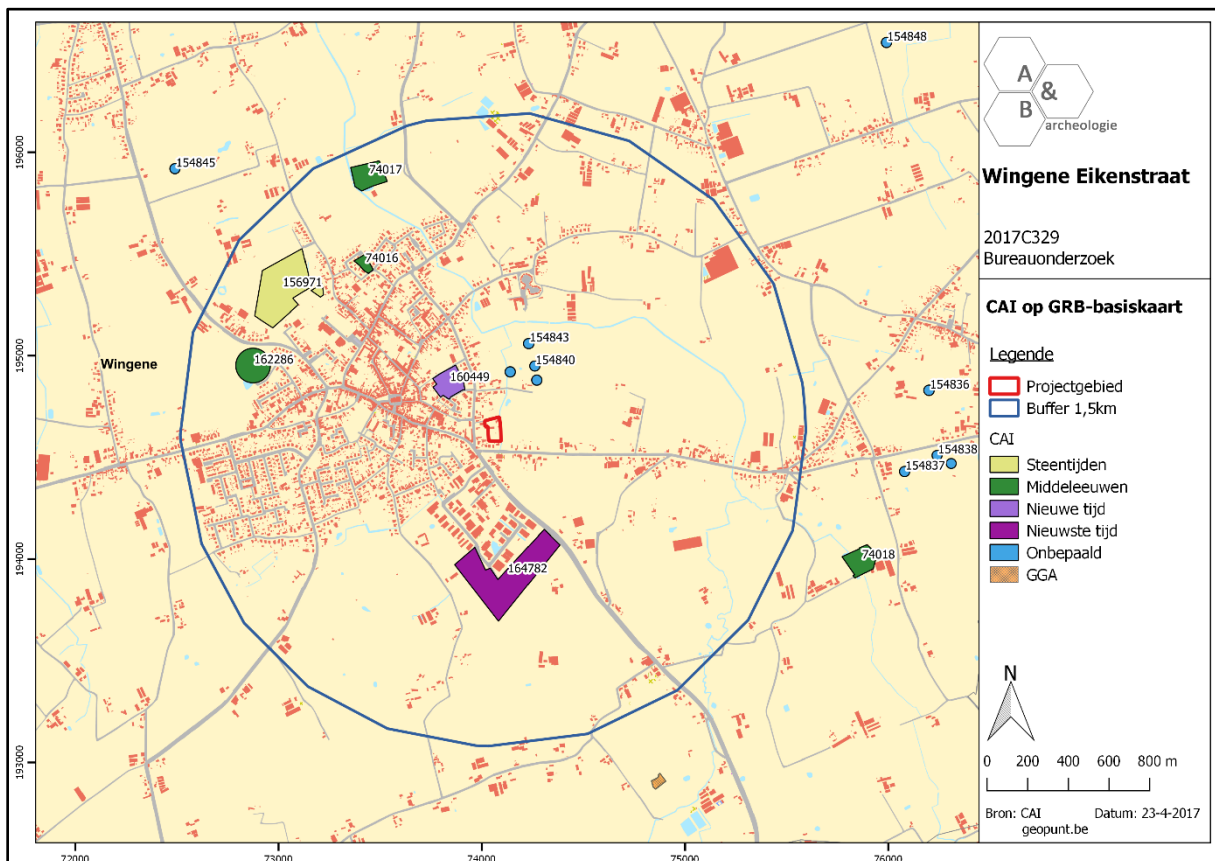 154848
196000
154845
74017
74016
156971
154843
195000
162286
154840
Wingene
160449
154836
154838
154837
194000
74018
164782
193000
72000
73000
74000
75000
76000
A
&
B
archeologie
Wingene Eikenstraat
2017C329
Bureauonderzoek
CAI op GRB-basiskaart
Legende
Projectgebied
Buffer 1,5km
CAI
Steentijden
Middeleeuwen
Nieuwe tijd
Nieuwste tijd
Onbepaald
GGA
N
0 200 400 600 800 m
Bron: CAI Datum: 23-4-2017
geopunt.be